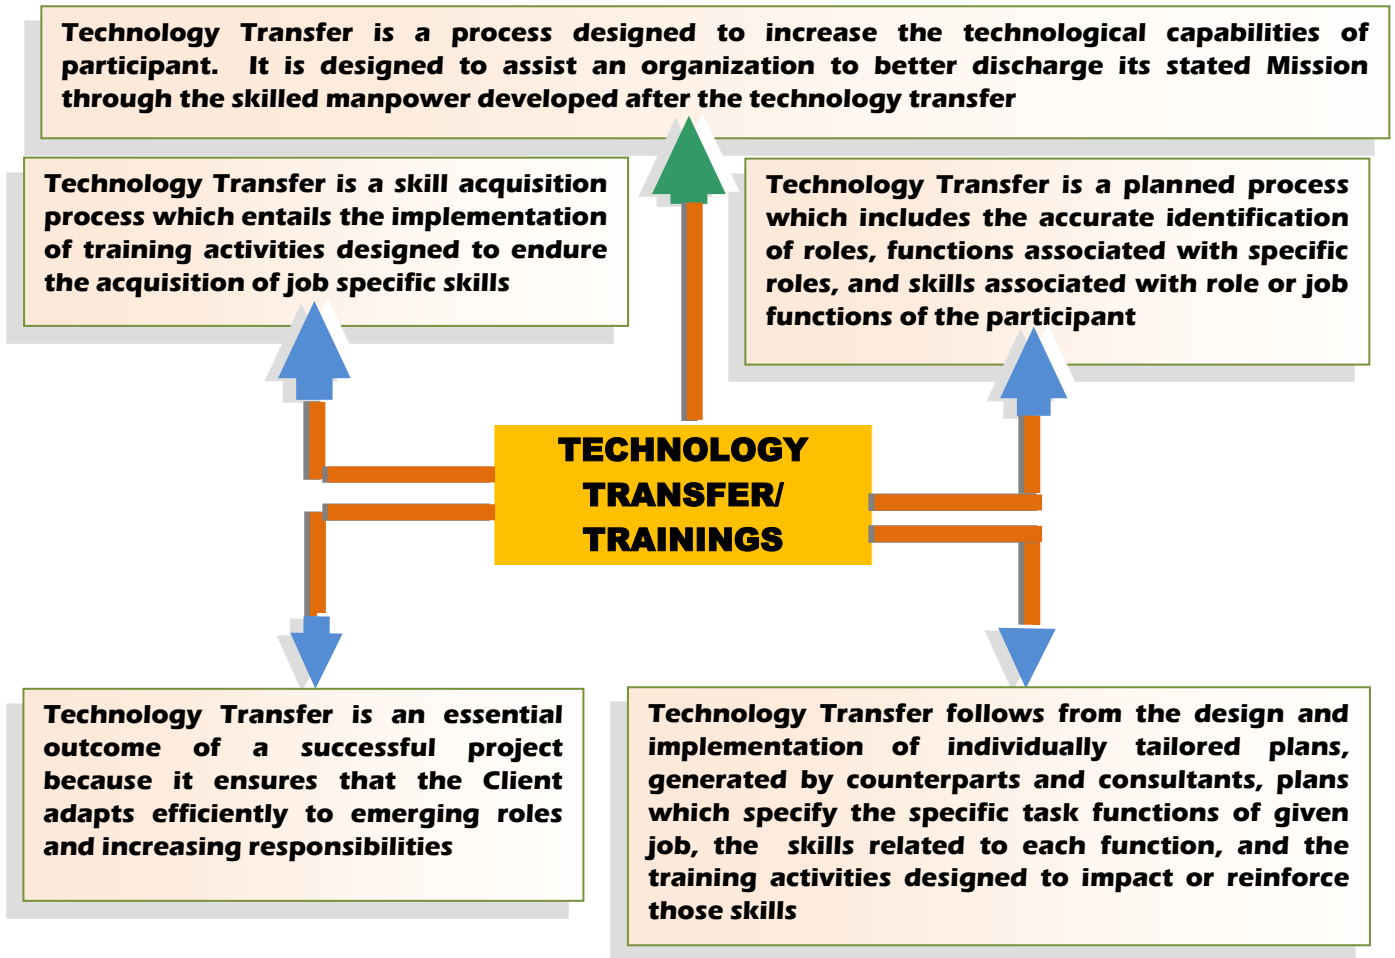 Technology Transfer is a process designed to increase the technological capabilities of
participant. It is designed to assist an organization to better discharge its stated Mission
through the skilled manpower developed after the technology transfer
Technology Transfer is a skill acquisition
process which entails the implementation
of training activities designed to endure
the acquisition of job specific skills
Technology Transfer is a planned process
which includes the accurate identification
of roles, functions associated with specific
roles, and skills associated with role or job
functions of the participant
TECHNOLOGY
TRANSFER/
TRAININGS
Technology Transfer is an essential
outcome of a successful project
because it ensures that the Client
adapts efficiently to emerging roles
and increasing responsibilities
Technology Transfer follows from the design and
implementation of individually tailored plans,
generated by counterparts and consultants, plans
which specify the specific task functions of given
job, the skills related to each function, and the
training activities designed to impact or reinforce
those skills